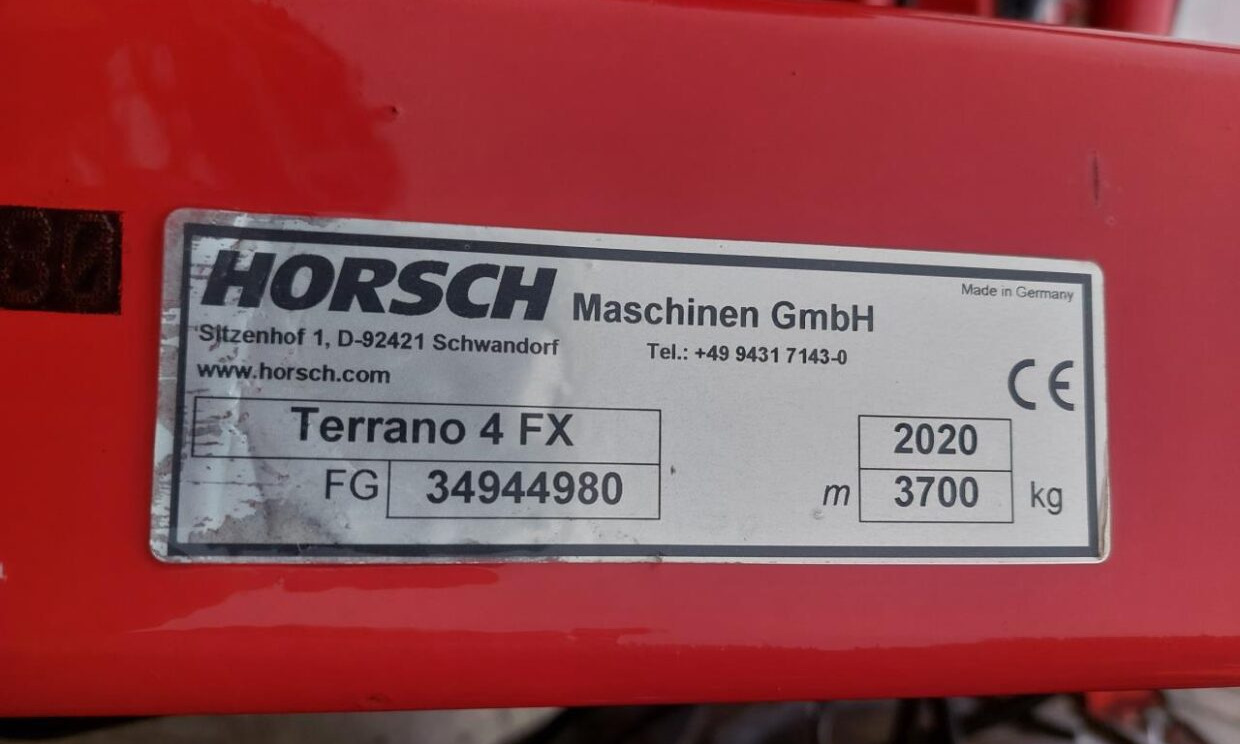 80
HORSCH Maschinen GmbH
Made in Germany
Sitzenhof 1, D-92421 Schwandorf
Tel.: +49 9431 7143-0
www.horsch.com
CE
Terrano 4 FX
2020
FG 34944980
m 3700 kg